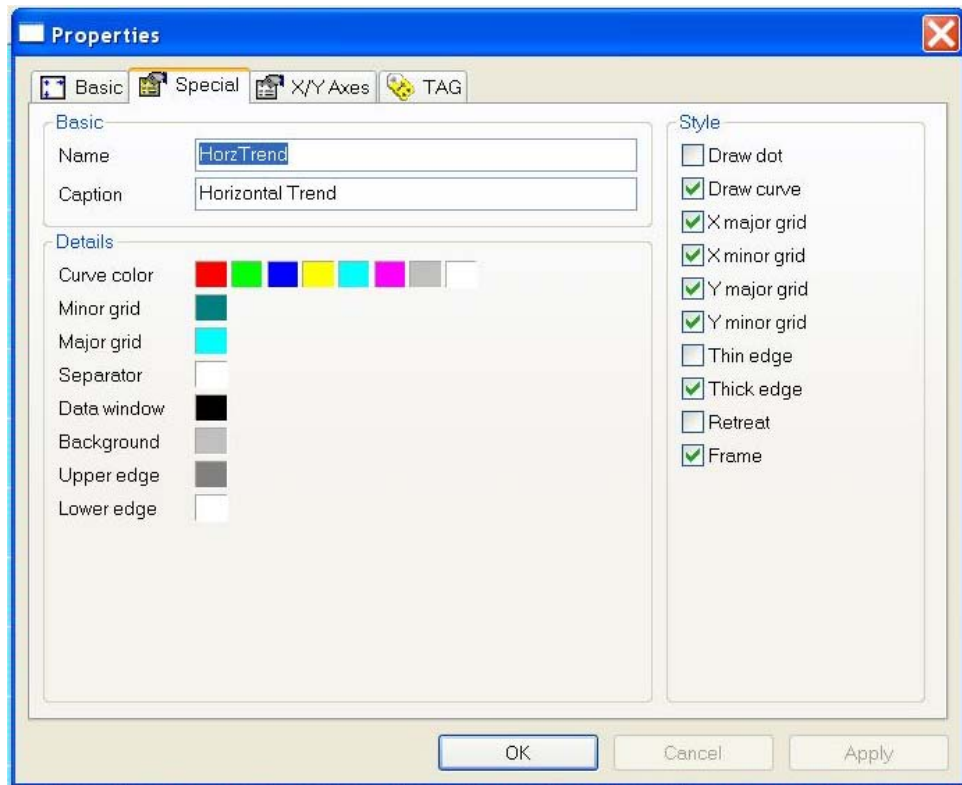 Properties
Basic Special X/Y Axes TAG
Basic
Name HorzTrend
Caption Horizontal Trend
Details
Curve color
Minor grid
Major grid
Separator
Data window
Background
Upper edge
Lower edge
Style
Draw dot
Draw curve
X major grid
X minor grid
Y major grid
Y minor grid
Thin edge
Thick edge
Retreat
Frame
OK Cancel Apply